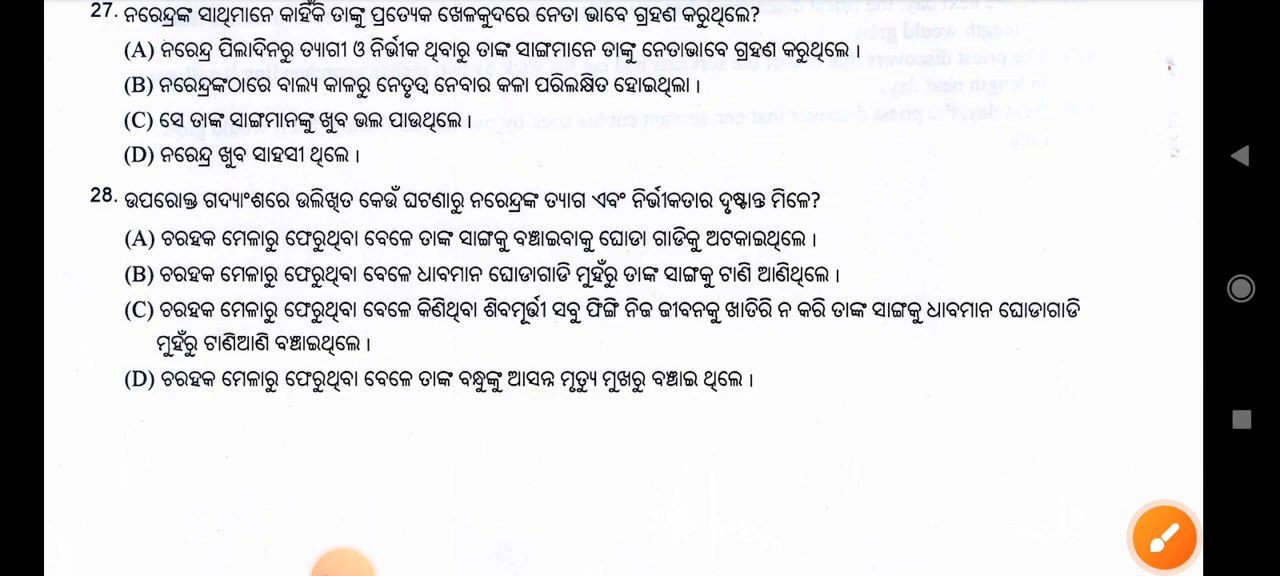 27. ନରେନ୍ଦ୍ରଙ୍କ ସାଥିମାନେ କାହିଁକି ତାଙ୍କୁ ପ୍ରତ୍ୟେକ ଖେଳକୁଦରେ ନେତା ଭାବେ ଗ୍ରହଣ କରୁଥିଲେ?
(A) ନରେନ୍ଦ୍ର ପିଲାଦିନରୁ ତ୍ୟାଗୀ ଓ ନିର୍ଭୀକ ଥିବାରୁ ତାଙ୍କ ସାଙ୍ଗମାନେ ତାଙ୍କୁ ନେତାଭାବେ ଗ୍ରହଣ କରୁଥିଲେ।
(B) ନରେନ୍ଦ୍ରଙ୍କଠାରେ ବାଲ୍ୟ କାଳରୁ ନେତୃତ୍ୱ ନେବାର କଳା ପରିଲକ୍ଷିତ ହୋଇଥିଲା।
(C) ସେ ତାଙ୍କ ସାଙ୍ଗମାନଙ୍କୁ ଖୁବ ଭଲ ପାଉଥିଲେ।
(D) ନରେନ୍ଦ୍ର ଖୁବ ସାହସୀ ଥିଲେ।
28. ଉପରୋକ୍ତ ଗଦ୍ୟାଂଶରେ ଉଲିଖିତ କେଉଁ ଘଟଣାରୁ ନରେନ୍ଦ୍ରଙ୍କ ତ୍ୟାଗ ଏବଂ ନିର୍ଭୀକତାର ଦୃଷ୍ଟାନ୍ତ ମିଳେ?
(A) ଚରହକ ମେଳାରୁ ଫେରୁଥିବା ବେଳେ ତାଙ୍କ ସାଙ୍ଗକୁ ବଞ୍ଚାଇବାକୁ ଘୋଡା ଗାଡିକୁ ଅଟକାଇଥିଲେ।
(B) ଚରହକ ମେଳାରୁ ଫେରୁଥିବା ବେଳେ ଧାବମାନ ଘୋଡାଗାଡି ମୁହଁରୁ ତାଙ୍କ ସାଙ୍ଗକୁ ଟାଣି ଆଣିଥିଲେ।
(C) ଚରହକ ମେଳାରୁ ଫେରୁଥିବା ବେଳେ କିଣିଥିବା ଶିବମୂର୍ତ୍ତୀ ସବୁ ଫିଙ୍ଗି ନିଜ ଜୀବନକୁ ଖାତିରି ନ କରି ତାଙ୍କ ସାଙ୍ଗକୁ ଧାବମାନ ଘୋଡାଗାଡି
ମୁହଁରୁ ଟାଣିଆଣି ବଞ୍ଚାଇଥିଲେ।
(D) ଚରହକ ମେଳାରୁ ଫେରୁଥିବା ବେଳେ ତାଙ୍କ ବନ୍ଧୁଙ୍କୁ ଆସନ୍ନ ମୃତ୍ୟୁ ମୁଖରୁ ବଞ୍ଚାଇ ଥିଲେ।